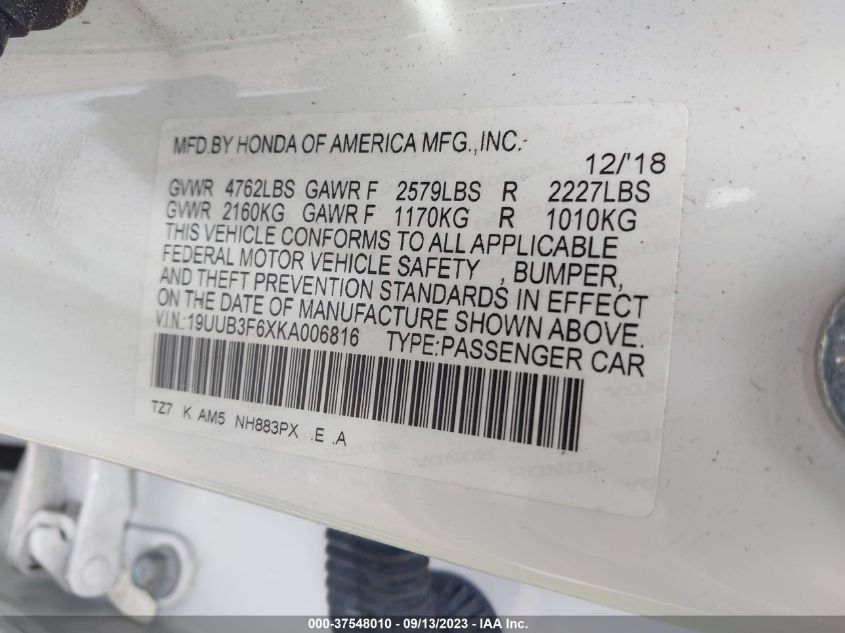 MFD.BY HONDA OF AMERICA MFG.,INC.
12/'18
GVWR 4762LBS GAWR F 2579LBS R 2227LBS
GVWR 2160KG GAWR F 1170KG R 1010KG
THIS VEHICLE CONFORMS TO ALL APPLICABLE
FEDERAL MOTOR VEHICLE SAFETY , BUMPER,
AND THEFT PREVENTION STANDARDS IN EFFECT
ON THE DATE OF MANUFACTURE SHOWN ABOVE.
V.I.N.:19UUB3F6XKA006816 TYPE:PASSENGER CAR
TZ7 K AM5 NH883PX .E .A
HONDA HONDA HONDA
000-37548010 - 09/13/2023 - IAA Inc.